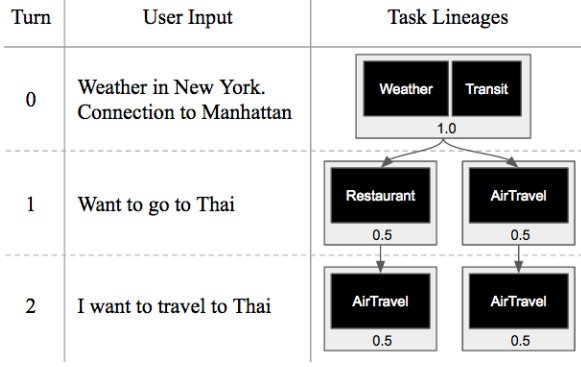 Turn User Input Task Lineages
0
Weather in New York.
Connection to Manhattan
Weather Transit
1.0
1
Want to go to Thai
Restaurant AirTravel
0.5 0.5
2
I want to travel to Thai
AirTravel AirTravel
0.5 0.5